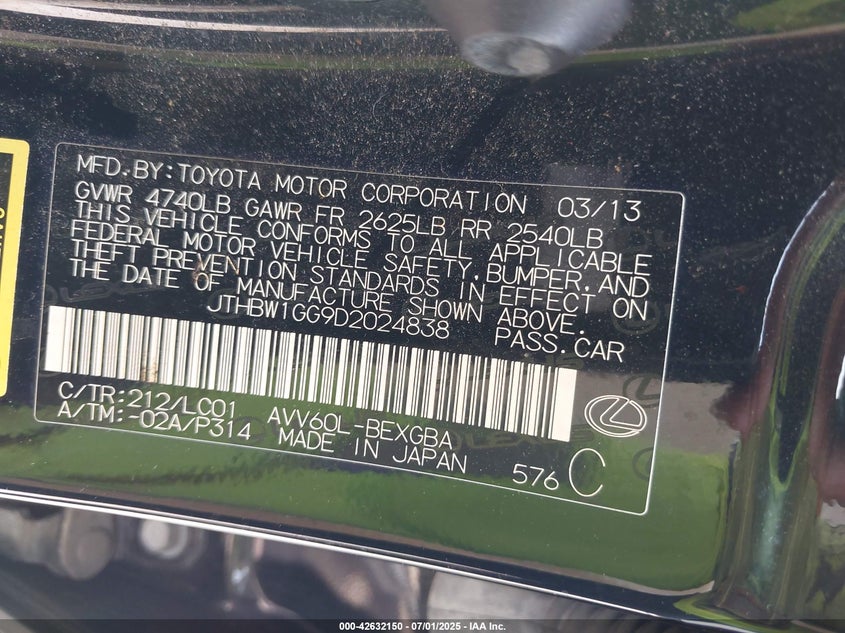 MFD.BY:TOYOTA MOTOR CORPORATION 03/13
GVWR 4740LB GAWR FR 2625LB RR 2540LB
THIS VEHICLE CONFORMS TO ALL APPLICABLE
FEDERAL MOTOR VEHICLE SAFETY,BUMPER,AND
THEFT PREVENTION STANDARDS IN EFFECT ON
THE DATE OF MANUFACTURE SHOWN ABOVE.
JTHBW1GG9D2024838 PASS.CAR
C/TR:212/LC01 AVV60L-BEXGBA
A/TM:-02A/P314 MADE IN JAPAN
576 C
000-42632150 - 07/01/2025 - IAA Inc.